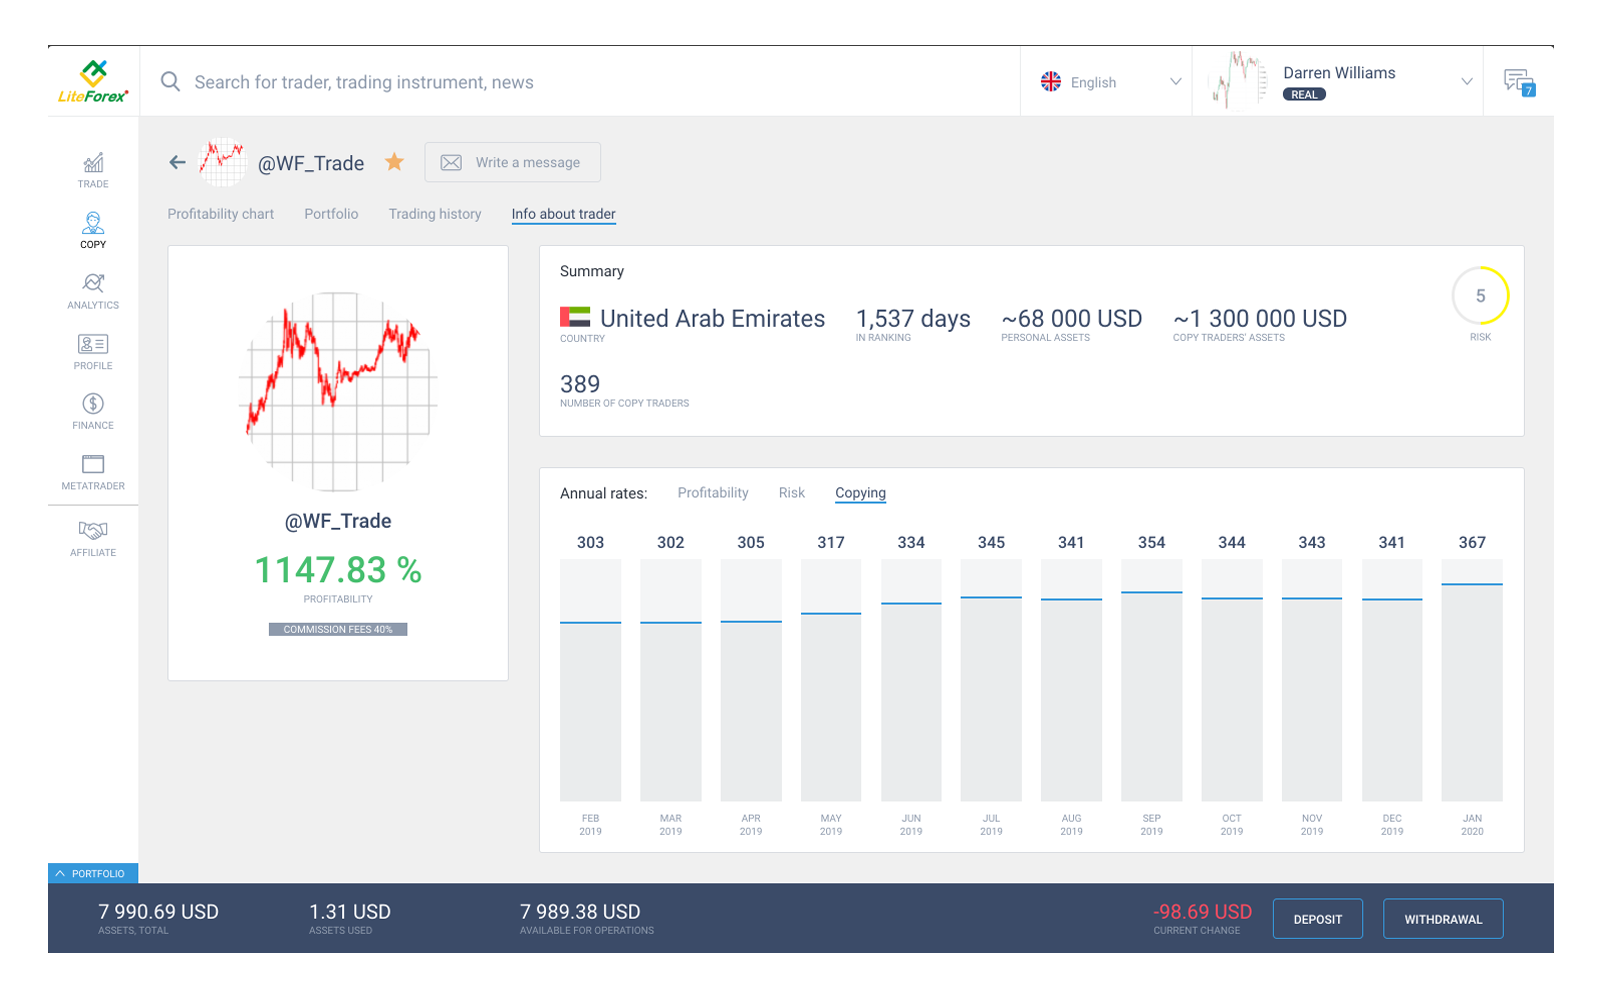 LiteForex
Search for trader, trading instrument, news
English
Darren Williams
REAL
7
TRADE
COPY
ANALYTICS
PROFILE
FINANCE
METATRADER
AFFILIATE
@WF_Trade
Write a message
Profitability chart Portfolio Trading history Info about trader
@WF_Trade
1147.83 %
PROFITABILITY
COMMISSION FEES 40%
Summary
United Arab Emirates 1,537 days ~68 000 USD ~1 300 000 USD
COUNTRY IN RANKING PERSONAL ASSETS COPY TRADERS' ASSETS
5
RISK
389
NUMBER OF COPY TRADERS
Annual rates: Profitability Risk Copying
303 302 305 317 334 345 341 354 344 343 341 367
FEB MAR APR MAY JUN JUL AUG SEP OCT NOV DEC JAN
2019 2019 2019 2019 2019 2019 2019 2019 2019 2019 2019 2020
PORTFOLIO
7 990.69 USD 1.31 USD 7 989.38 USD -98.69 USD
ASSETS, TOTAL ASSETS USED AVAILABLE FOR OPERATIONS CURRENT CHANGE
DEPOSIT WITHDRAWAL